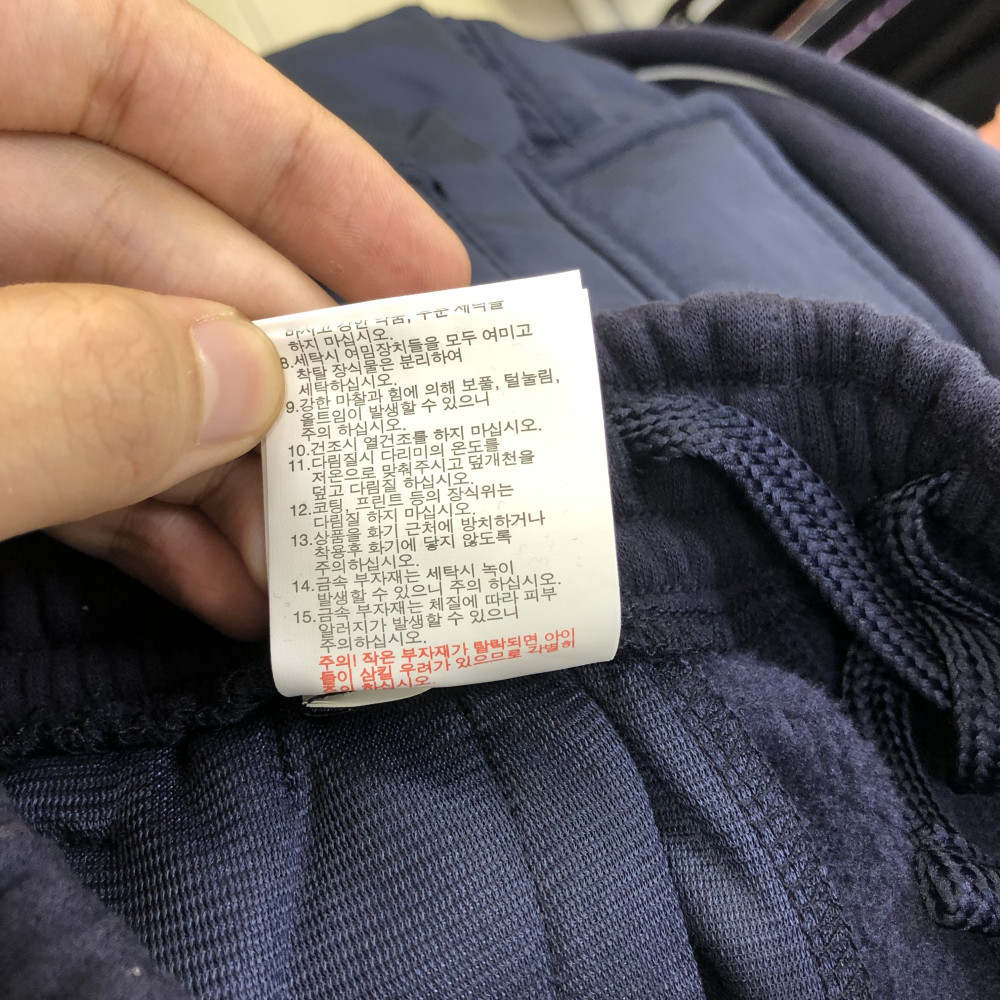 하지 마십시오.
8.세탁시 여밈장치들을 모두 여미고
착탈 장식물은 분리하여
세탁하십시오.
9.강한 마찰과 힘에 의해 보풀, 털눌림,
올트임이 발생할 수 있으니
주의 하십시오.
10.건조시 열건조를 하지 마십시오.
11.다림질시 다리미의 온도를
저온으로 맞춰주시고 덮개천을
덮고 다림질 하십시오.
12.코팅, 프린트 등의 장식위는
다림질 하지 마십시오.
13.상품을 화기 근처에 방치하거나
착용후 화기에 닿지 않도록
주의하십시오.
14.금속 부자재는 세탁시 녹이
발생할 수 있으니 주의 하십시오.
15.금속 부자재는 체질에 따라 피부
알러지가 발생할 수 있으니
주의하십시오.
주의! 작은 부자재가 탈락되면 아이
들이 삼킬 우려가 있으므로 각별히
주의 하십시오.